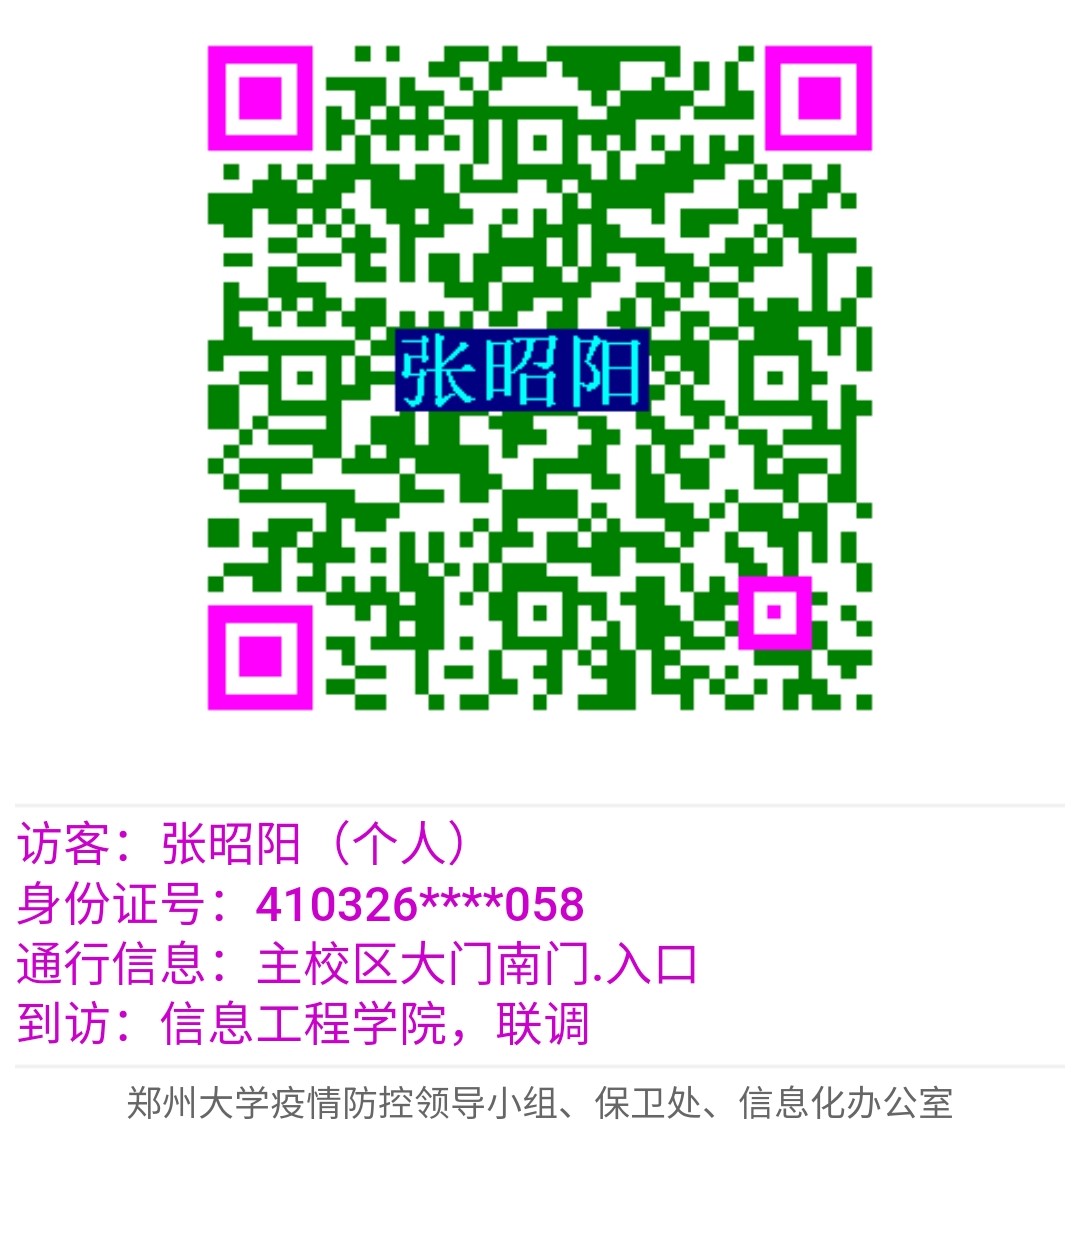 张昭阳
访客：张昭阳（个人）
身份证号：410326****058
通行信息：主校区大门南门.入口
到访：信息工程学院，联调
郑州大学疫情防控领导小组、保卫处、信息化办公室